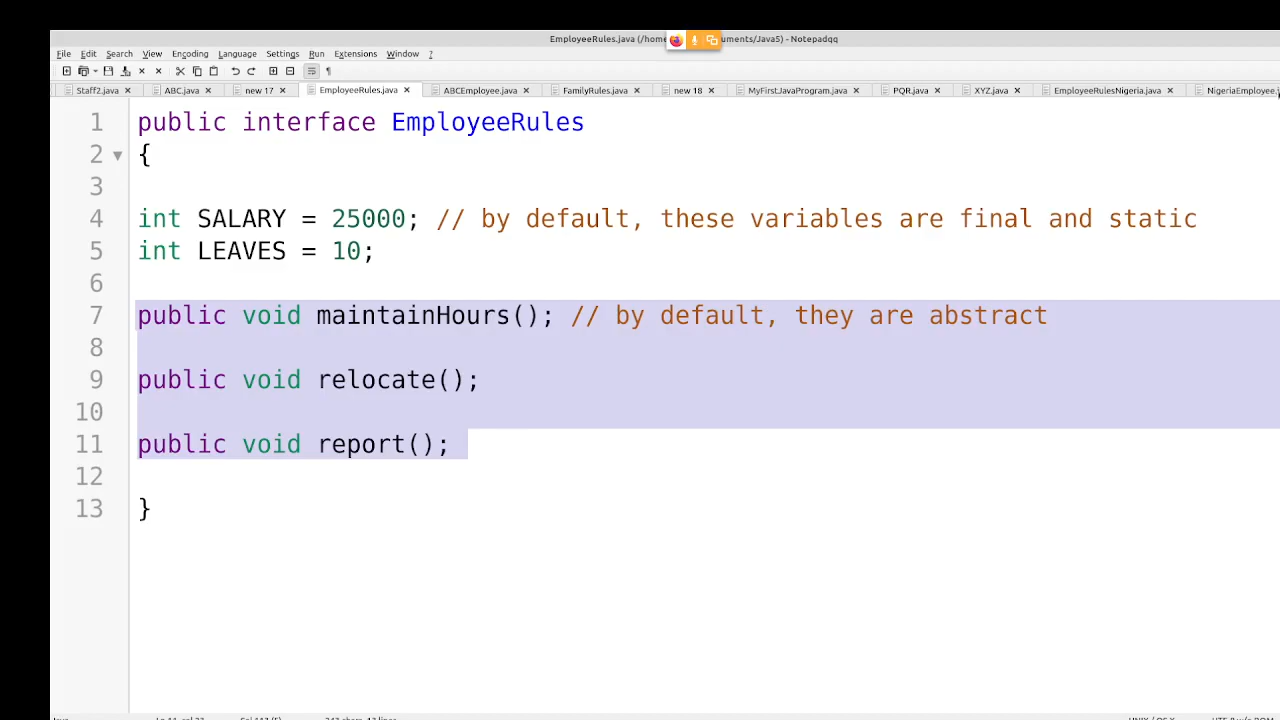 EmployeeRules.java (/home uments/Java5) - Notepadqq
File Edit Search View Encoding Language Settings Run Extensions Window ?
Staff2.java ABC.java new 17 EmployeeRules.java ABCEmployee.java FamilyRules.java new 18 MyFirstJavaProgram.java PQR.java XYZ.java EmployeeRulesNigeria.java NigeriaEmployee.
1 public interface EmployeeRules
2 {
3
4 int SALARY = 25000; // by default, these variables are final and static
5 int LEAVES = 10;
6
7 public void maintainHours(); // by default, they are abstract
8
9 public void relocate();
10
11 public void report();
12
13 }